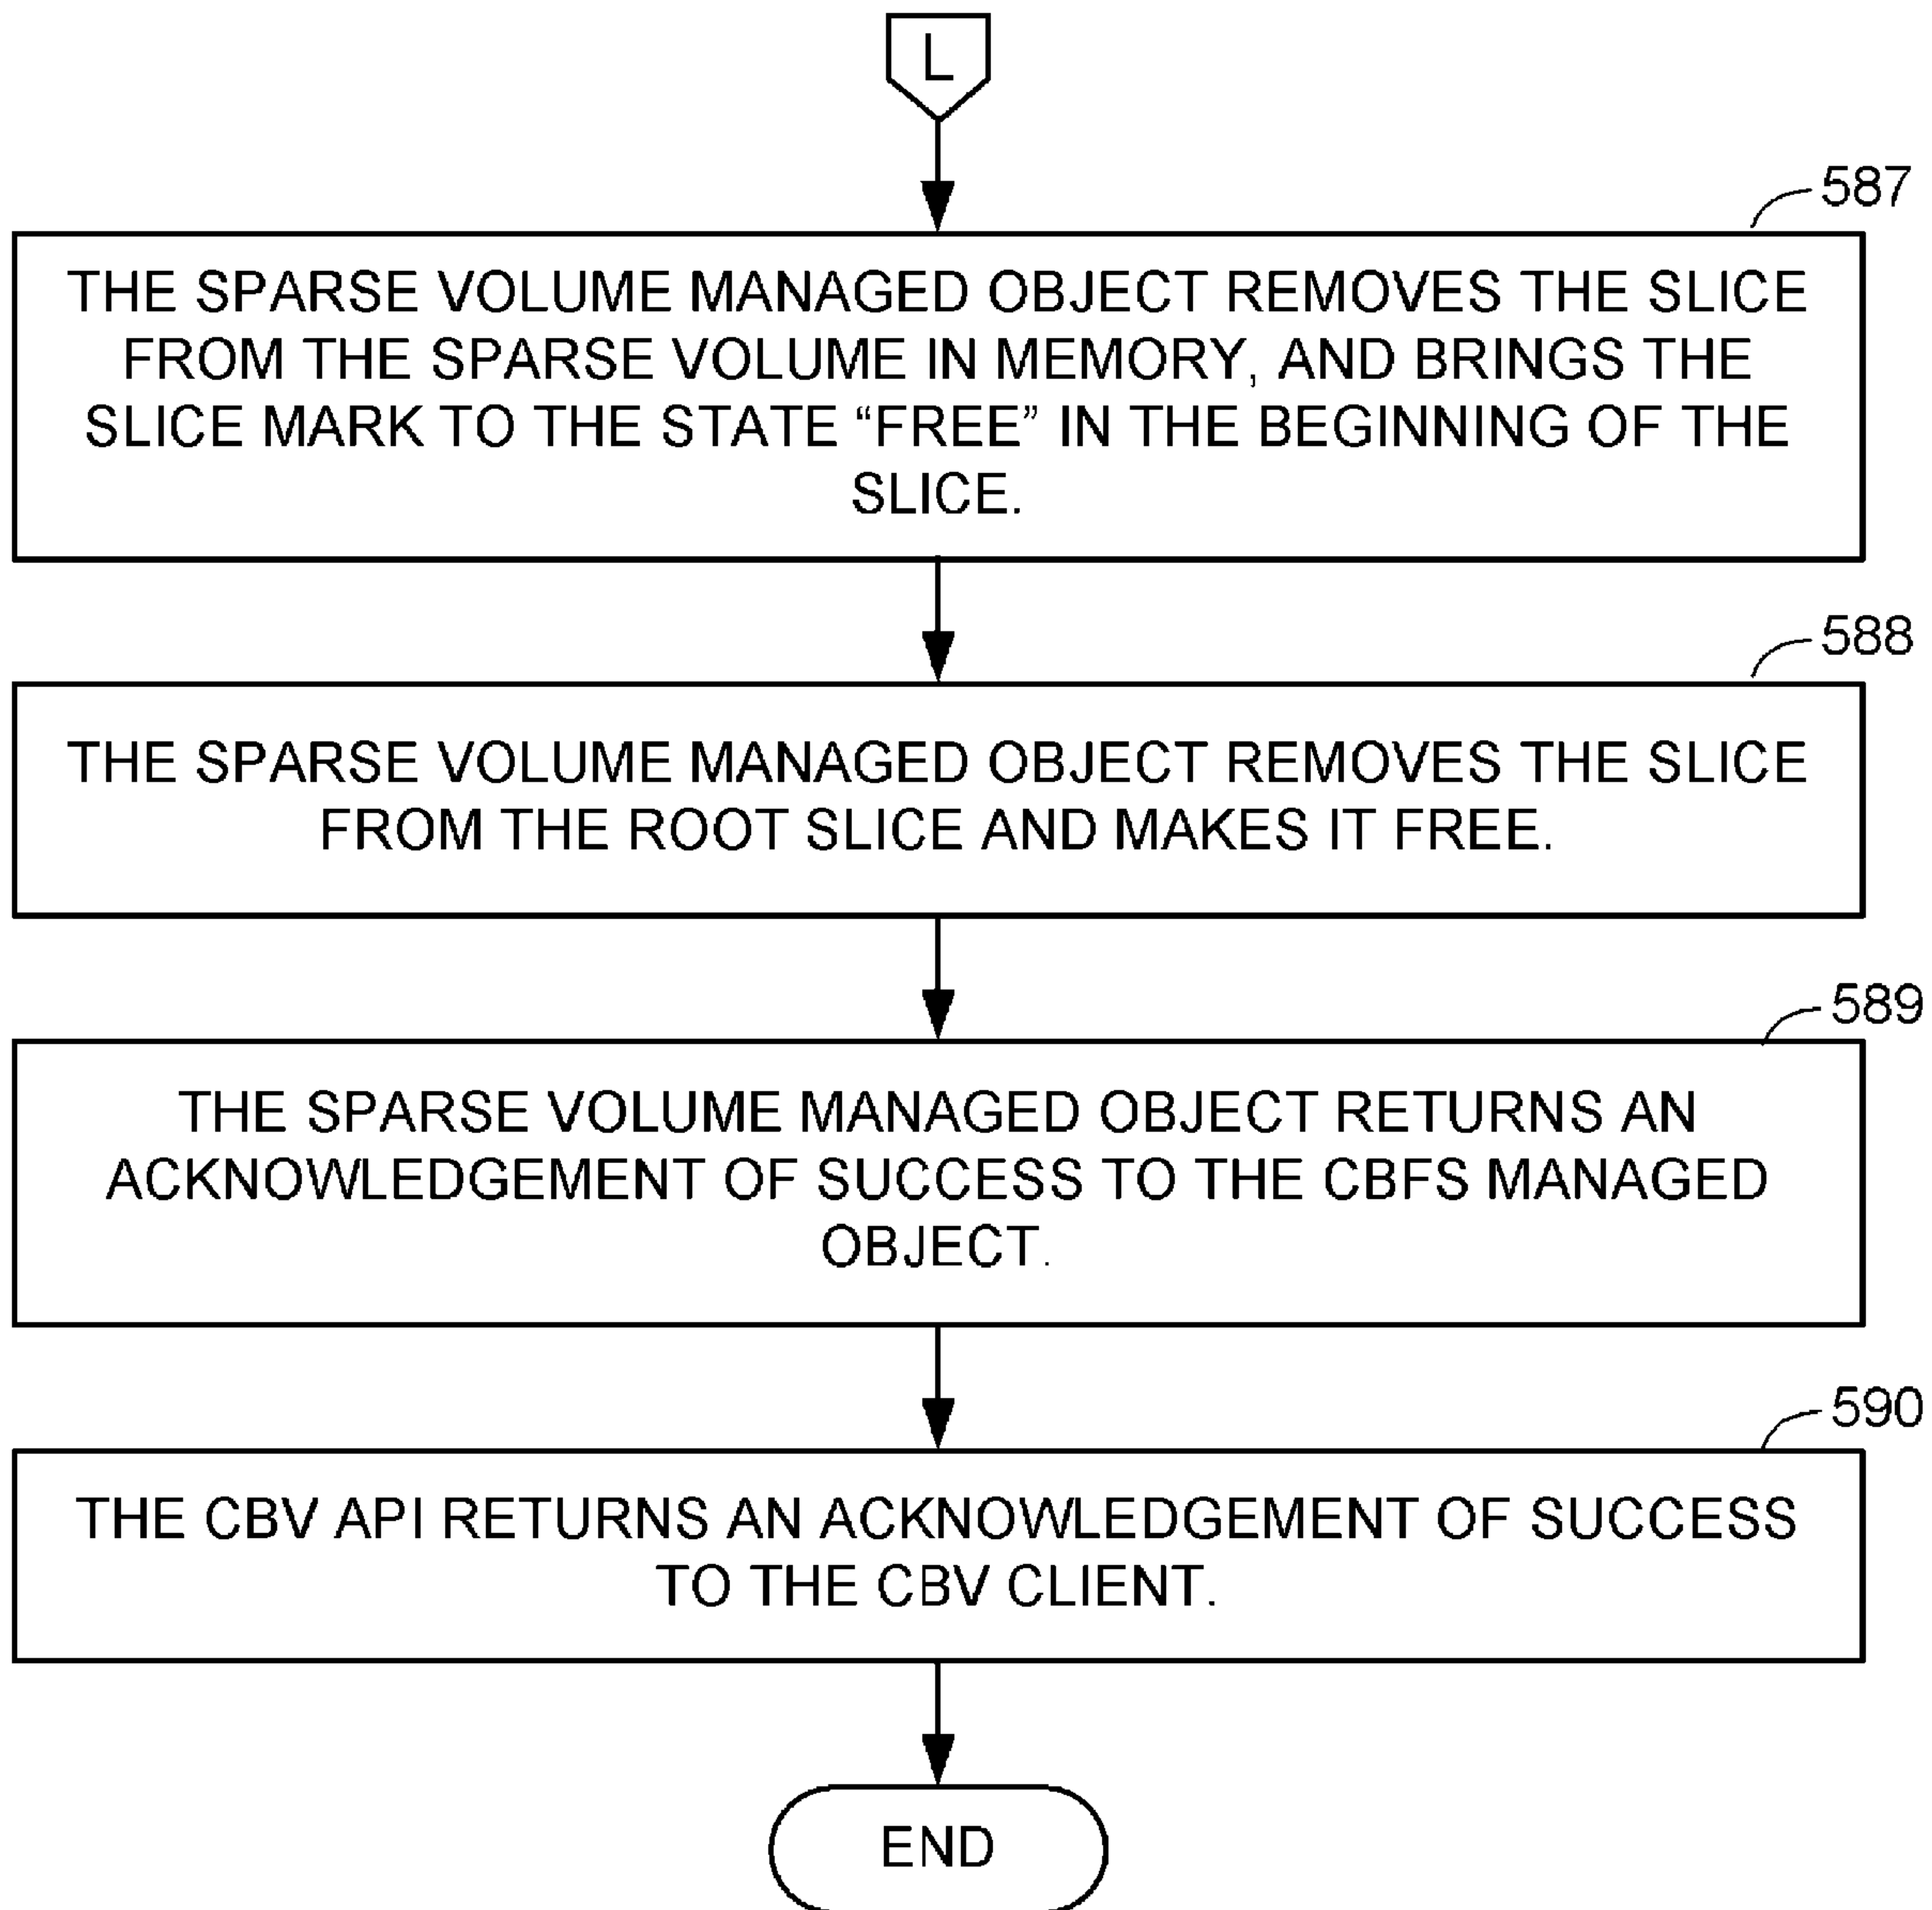 L
587
THE SPARSE VOLUME MANAGED OBJECT REMOVES THE SLICE
FROM THE SPARSE VOLUME IN MEMORY, AND BRINGS THE
SLICE MARK TO THE STATE “FREE” IN THE BEGINNING OF THE
SLICE.
588
THE SPARSE VOLUME MANAGED OBJECT REMOVES THE SLICE
FROM THE ROOT SLICE AND MAKES IT FREE.
589
THE SPARSE VOLUME MANAGED OBJECT RETURNS AN
ACKNOWLEDGEMENT OF SUCCESS TO THE CBFS MANAGED
OBJECT.
590
THE CBV API RETURNS AN ACKNOWLEDGEMENT OF SUCCESS
TO THE CBV CLIENT.
END